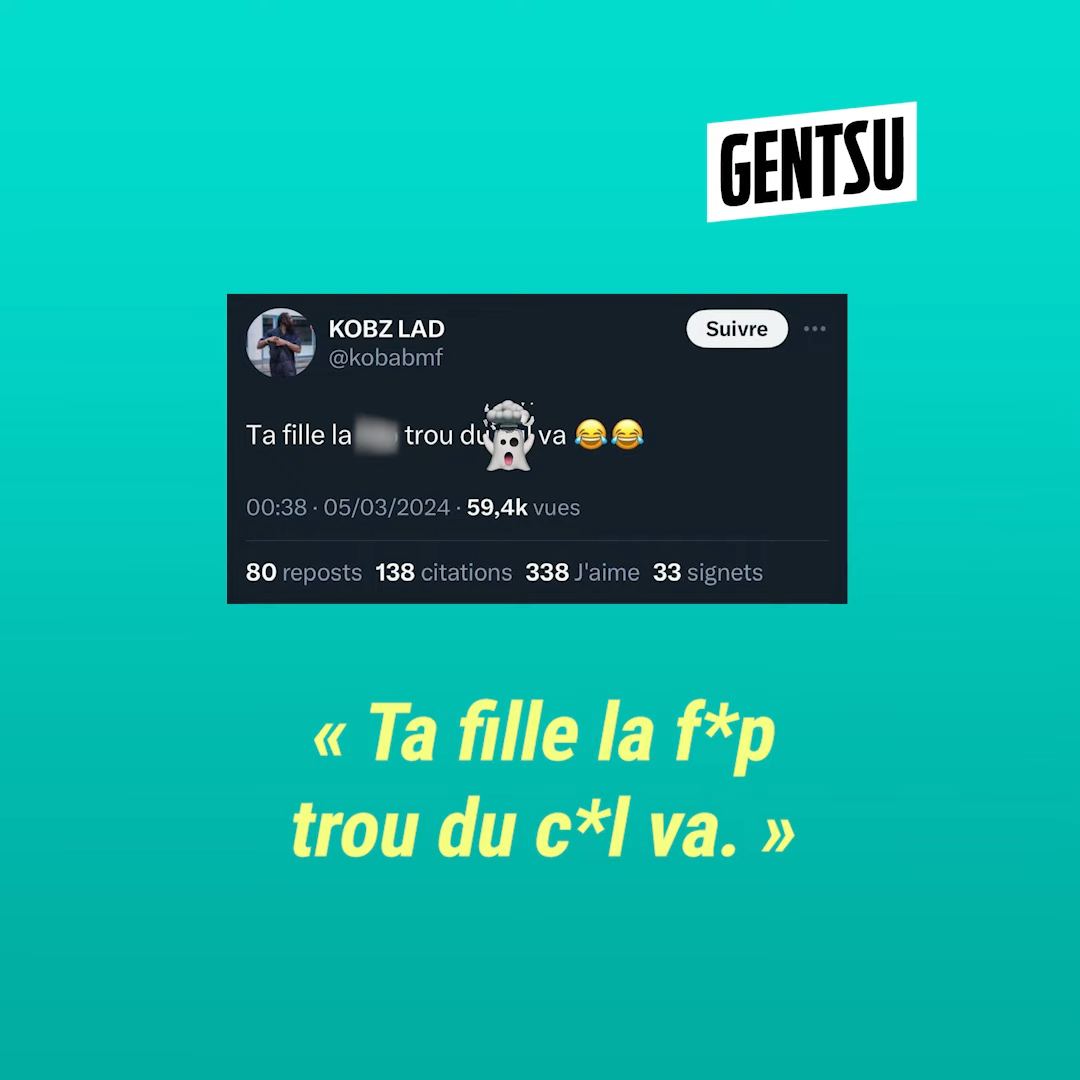 GENTSU
KOBZ LAD
Suivre
@kobabmf
Ta fille la trou du va 😂😂
00:38 · 05/03/2024 · 59,4k vues
80 reposts 138 citations 338 J'aime 33 signets
« Ta fille la f*p
trou du c*l va. »